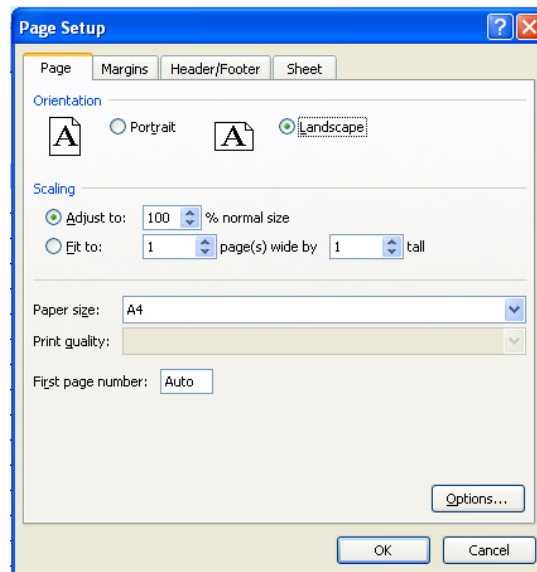 Page Setup
Page Margins Header/Footer Sheet
Orientation
A Portrait A Landscape
Scaling
Adjust to: 100 % normal size
Fit to: 1 page(s) wide by 1 tall
Paper size: A4
Print quality:
First page number: Auto
Options...
OK Cancel